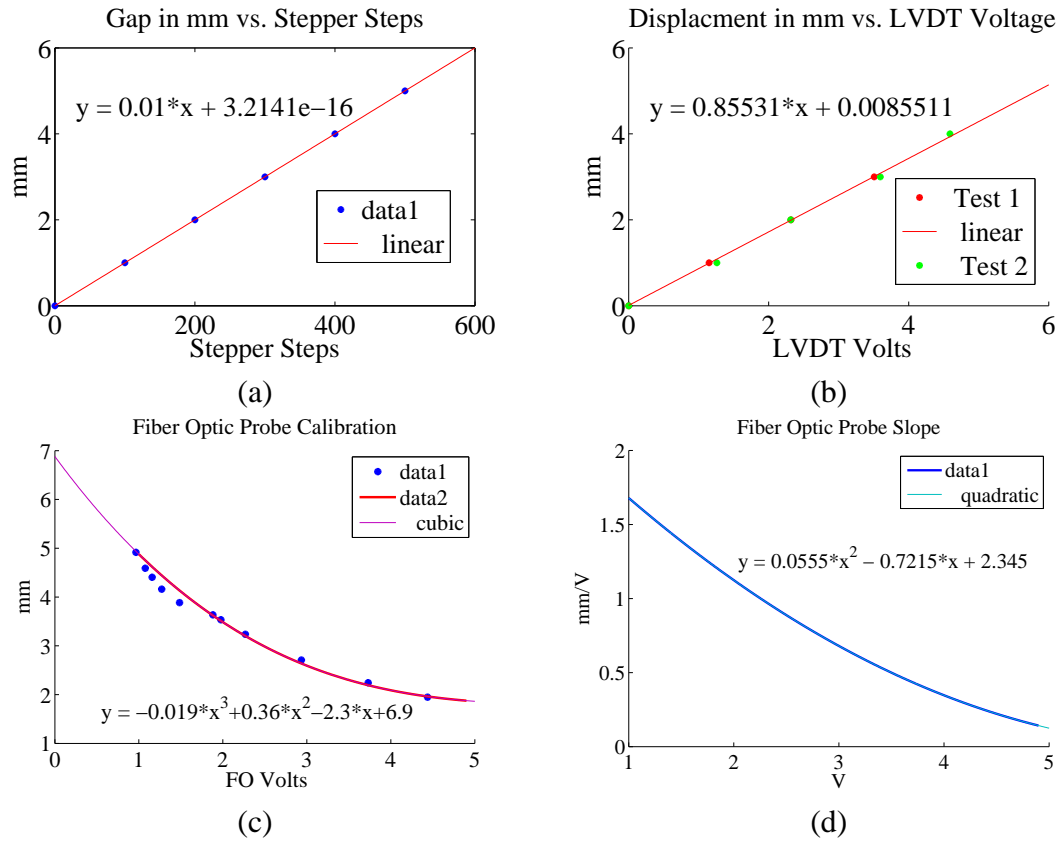 Gap in mm vs. Stepper Steps
6
4
2
0
mm
y = 0.01*x + 3.2141e−16
data1
linear
0 200 400 600
Stepper Steps
(a)
Displacment in mm vs. LVDT Voltage
6
4
2
0
mm
y = 0.85531*x + 0.0085511
Test 1
linear
Test 2
0 2 4 6
LVDT Volts
(b)
Fiber Optic Probe Calibration
7
6
5
4
3
2
1
mm
data1
data2
cubic
y = −0.019*x³+0.36*x²−2.3*x+6.9
0 1 2 3 4 5
FO Volts
(c)
Fiber Optic Probe Slope
2
1.5
1
0.5
0
mm/V
data1
quadratic
y = 0.0555*x² − 0.7215*x + 2.345
1 2 3 4 5
V
(d)